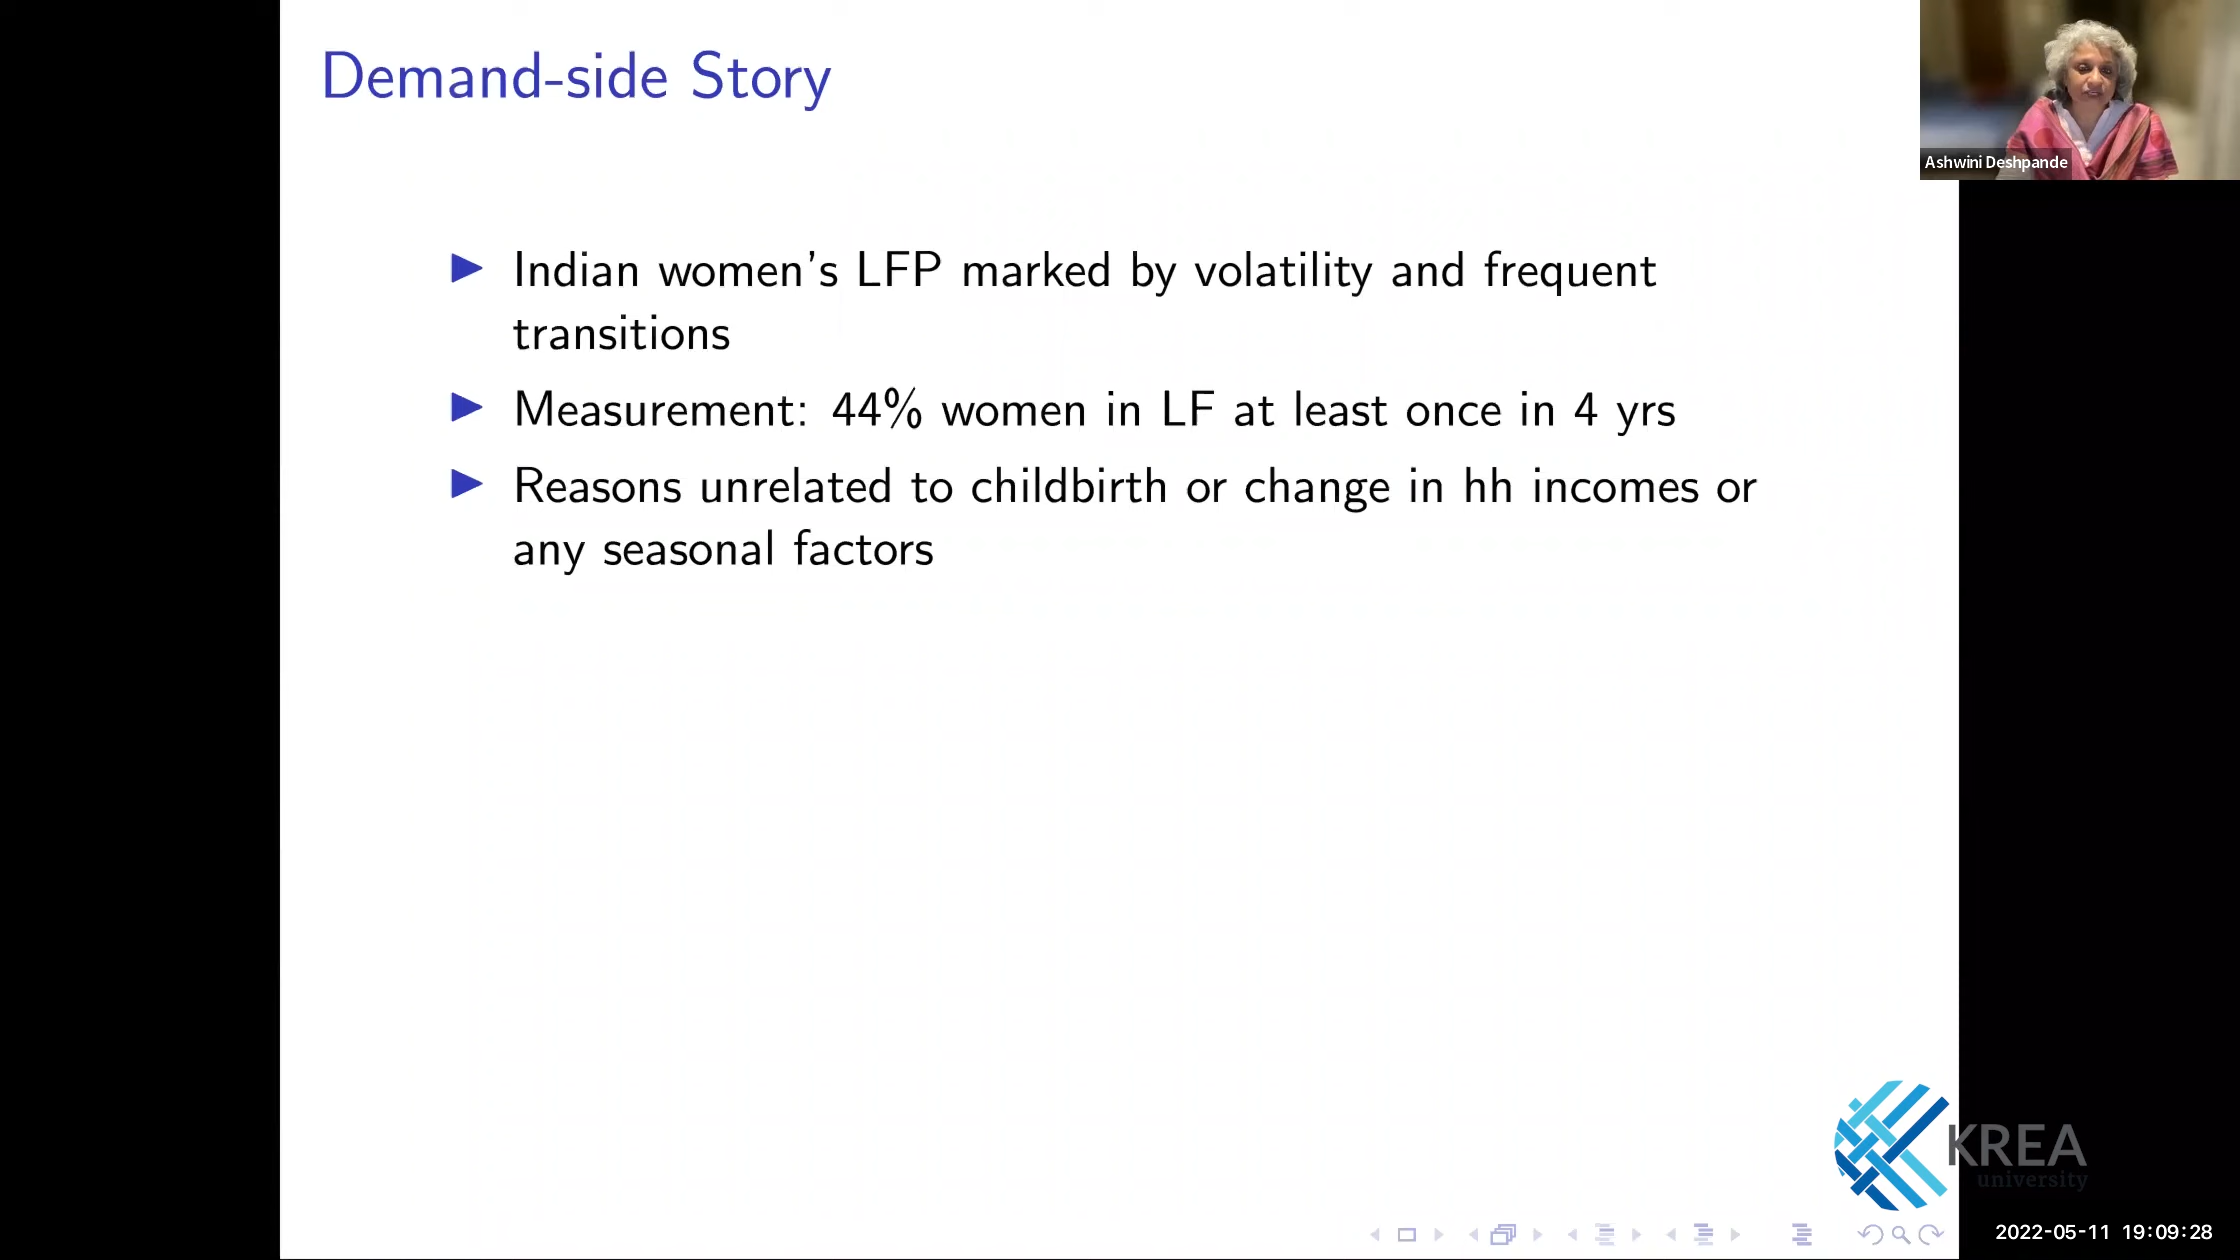 Demand-side Story
Ashwini Deshpande
Indian women's LFP marked by volatility and frequent
transitions
Measurement: 44% women in LF at least once in 4 yrs
Reasons unrelated to childbirth or change in hh incomes or
any seasonal factors
KREA
university
2022-05-11 19:09:28